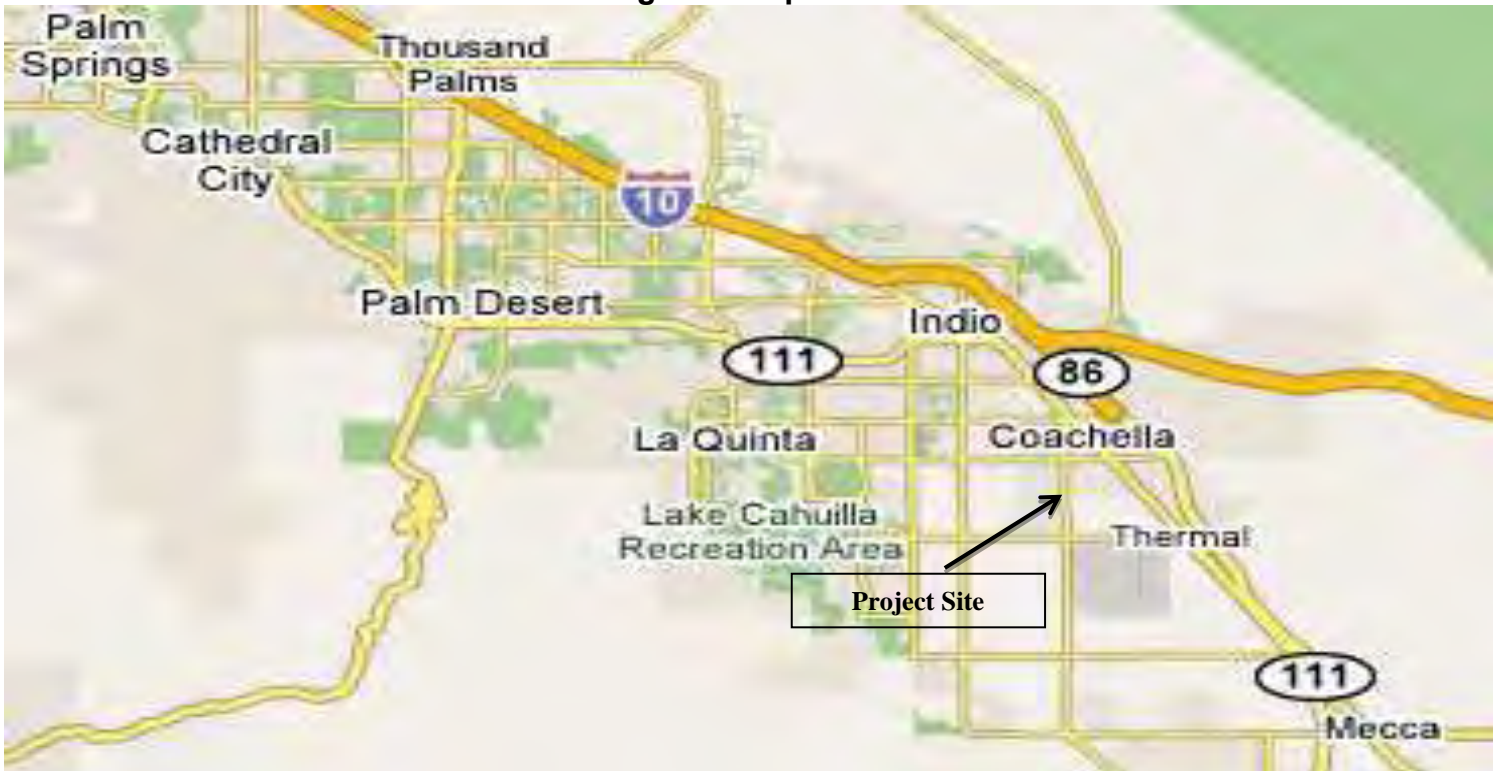 Palm
Springs
Thousand
Palms
Cathedral
City
10
Palm Desert
Indio
111
86
La Quinta
Coachella
Lake Cahuilla
Recreation Area
Thermal
Project Site
111
Mecca